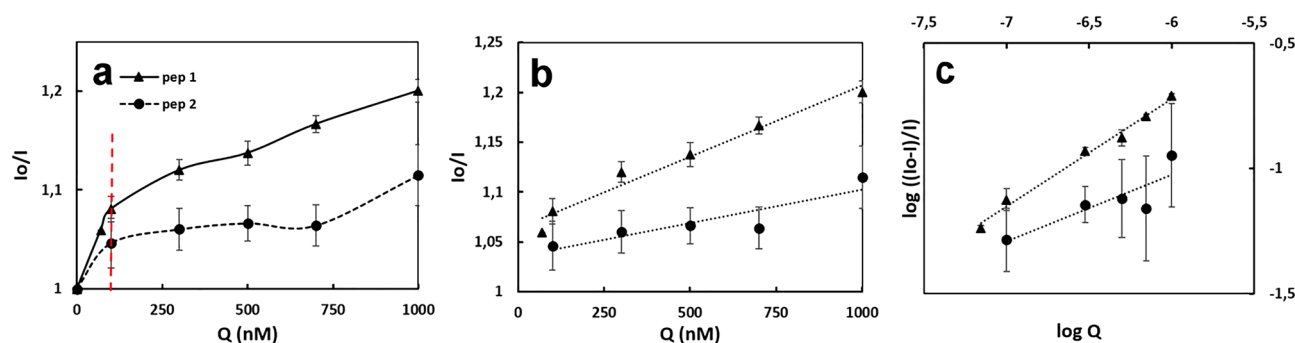 a
pep 1
pep 2
Io/I
1,2
1,1
1
0
250
500
750
1000
Q (nM)
b
Io/I
1,25
1,2
1,15
1,1
1,05
1
0
250
500
750
1000
Q (nM)
c
-7,5
-7
-6,5
-6
-5,5
-0,5
-1
-1,5
log ((Io-I)/I)
log Q